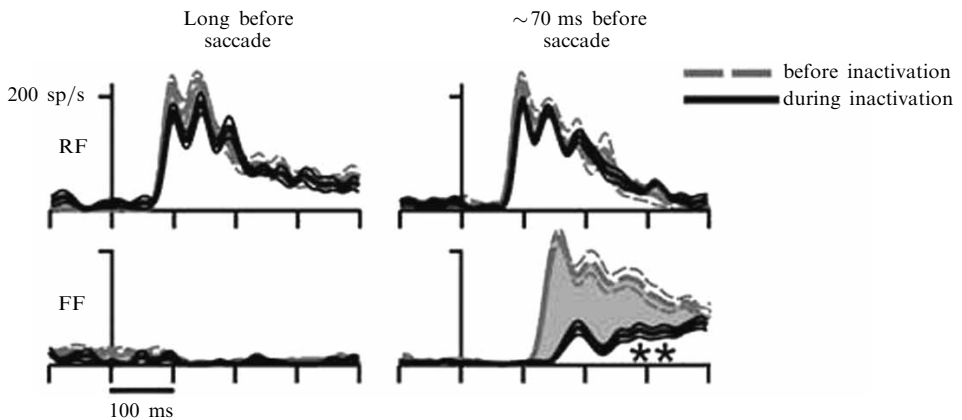 Long before
saccade
~70 ms before
saccade
before inactivation
during inactivation
200 sp/s
RF
FF
**
100 ms